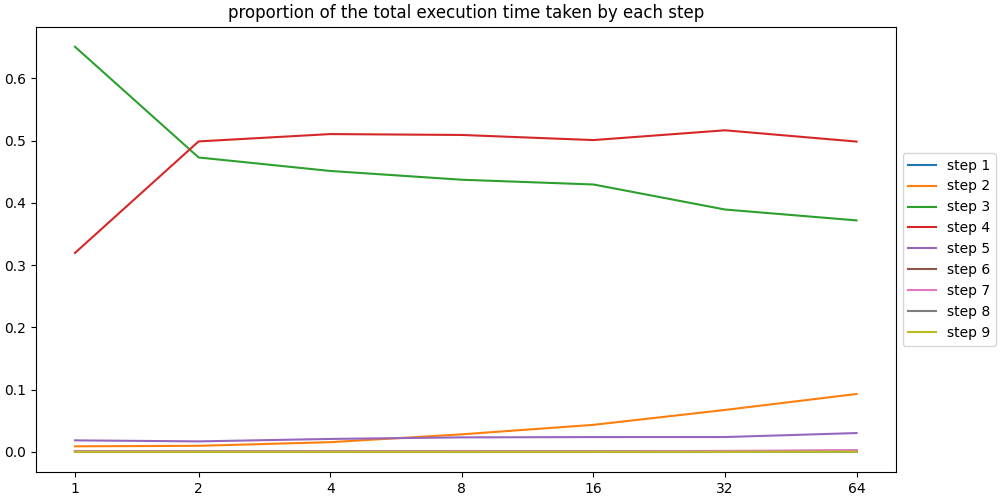 proportion of the total execution time taken by each step
0.6
0.5
0.4
0.3
0.2
0.1
0.0
1 2 4 8 16 32 64
step 1
step 2
step 3
step 4
step 5
step 6
step 7
step 8
step 9